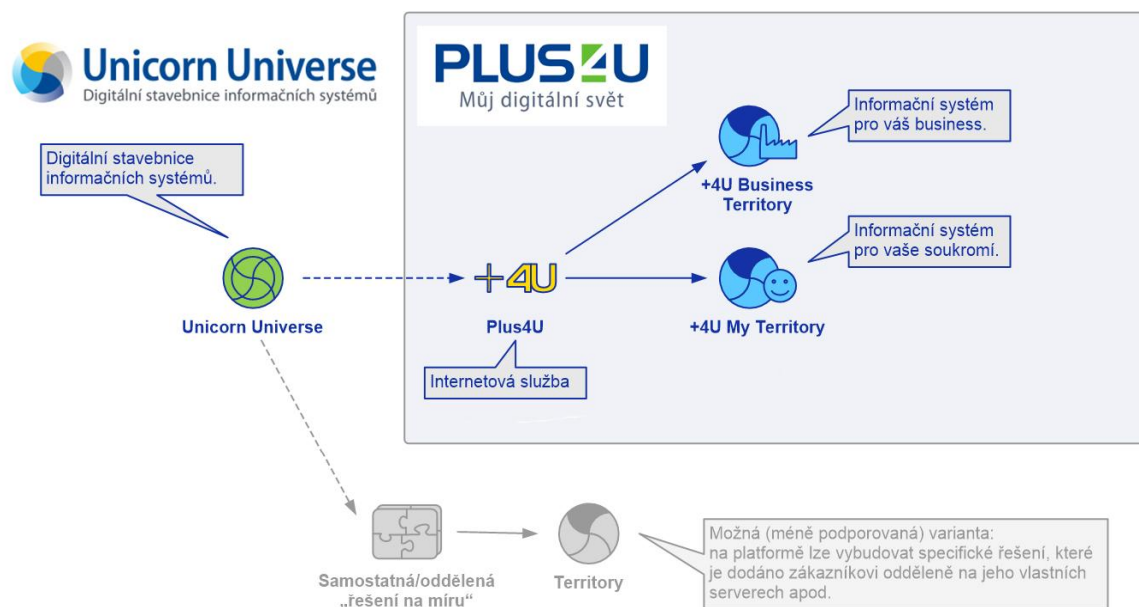 Unicorn Universe
Digitální stavebnice informačních systémů
PLUS4U
Můj digitální svět
Digitální stavebnice
informačních systémů.
Informační systém
pro váš business.
+4U Business
Territory
Informační systém
pro vaše soukromí.
+4U
Unicorn Universe
Plus4U
+4U My Territory
Internetová služba
Samostatná/oddělená
„řešení na míru“
Territory
Možná (méně podporovaná) varianta:
na platformě lze vybudovat specifické řešení, které
je dodáno zákazníkovi odděleně na jeho vlastních
serverech apod.